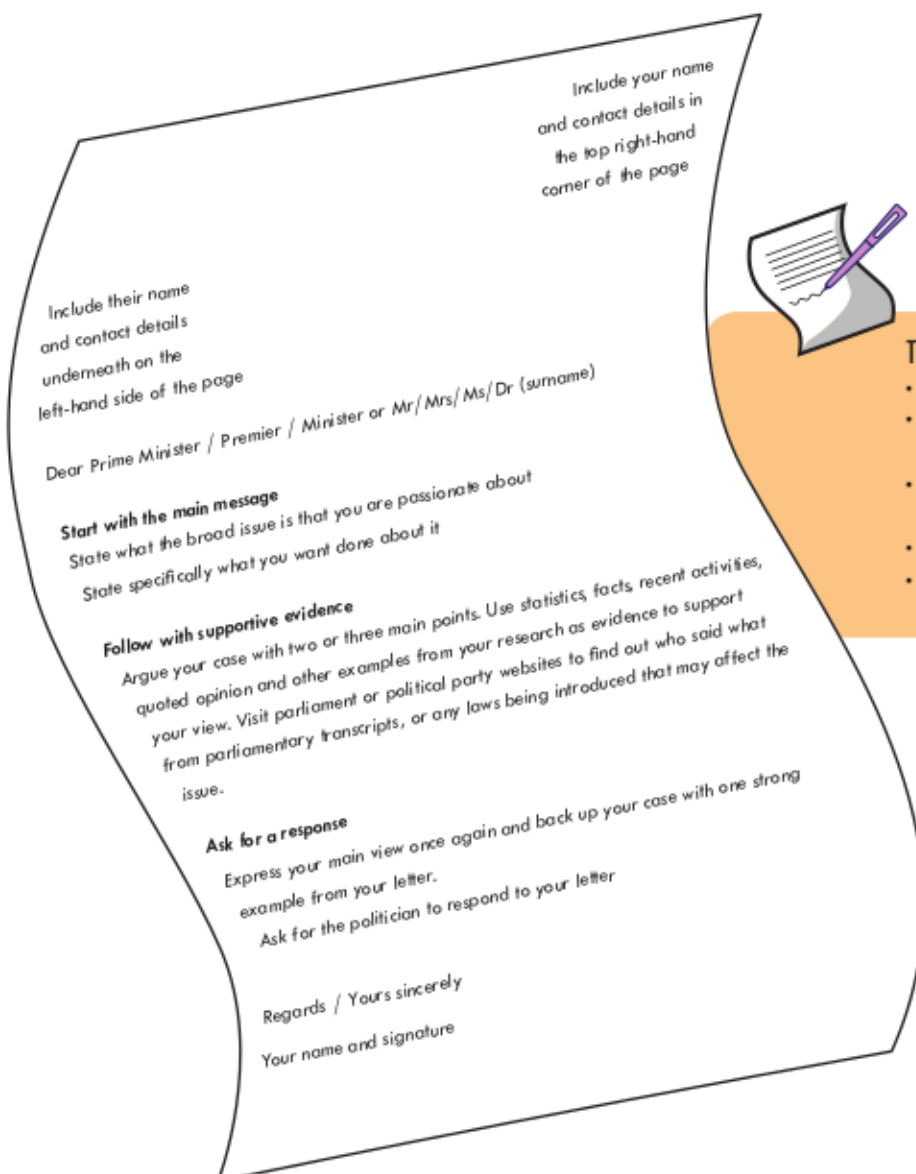 Include your name
and contact details in
the top right-hand
corner of the page
Include their name
and contact details
underneath on the
left-hand side of the page
Dear Prime Minister / Premier / Minister or Mr/Mrs/Ms/Dr (surname)
Start with the main message
State what the broad issue is that you are passionate about
State specifically what you want done about it
Follow with supportive evidence
Argue your case with two or three main points. Use statistics, facts, recent activities,
quoted opinion and other examples from your research as evidence to support
your view. Visit parliament or political party websites to find out who said what
from parliamentary transcripts, or any laws being introduced that may affect the
issue.
Ask for a response
Express your main view once again and back up your case with one strong
example from your letter.
Ask for the politician to respond to your letter
Regards / Yours sincerely
Your name and signature